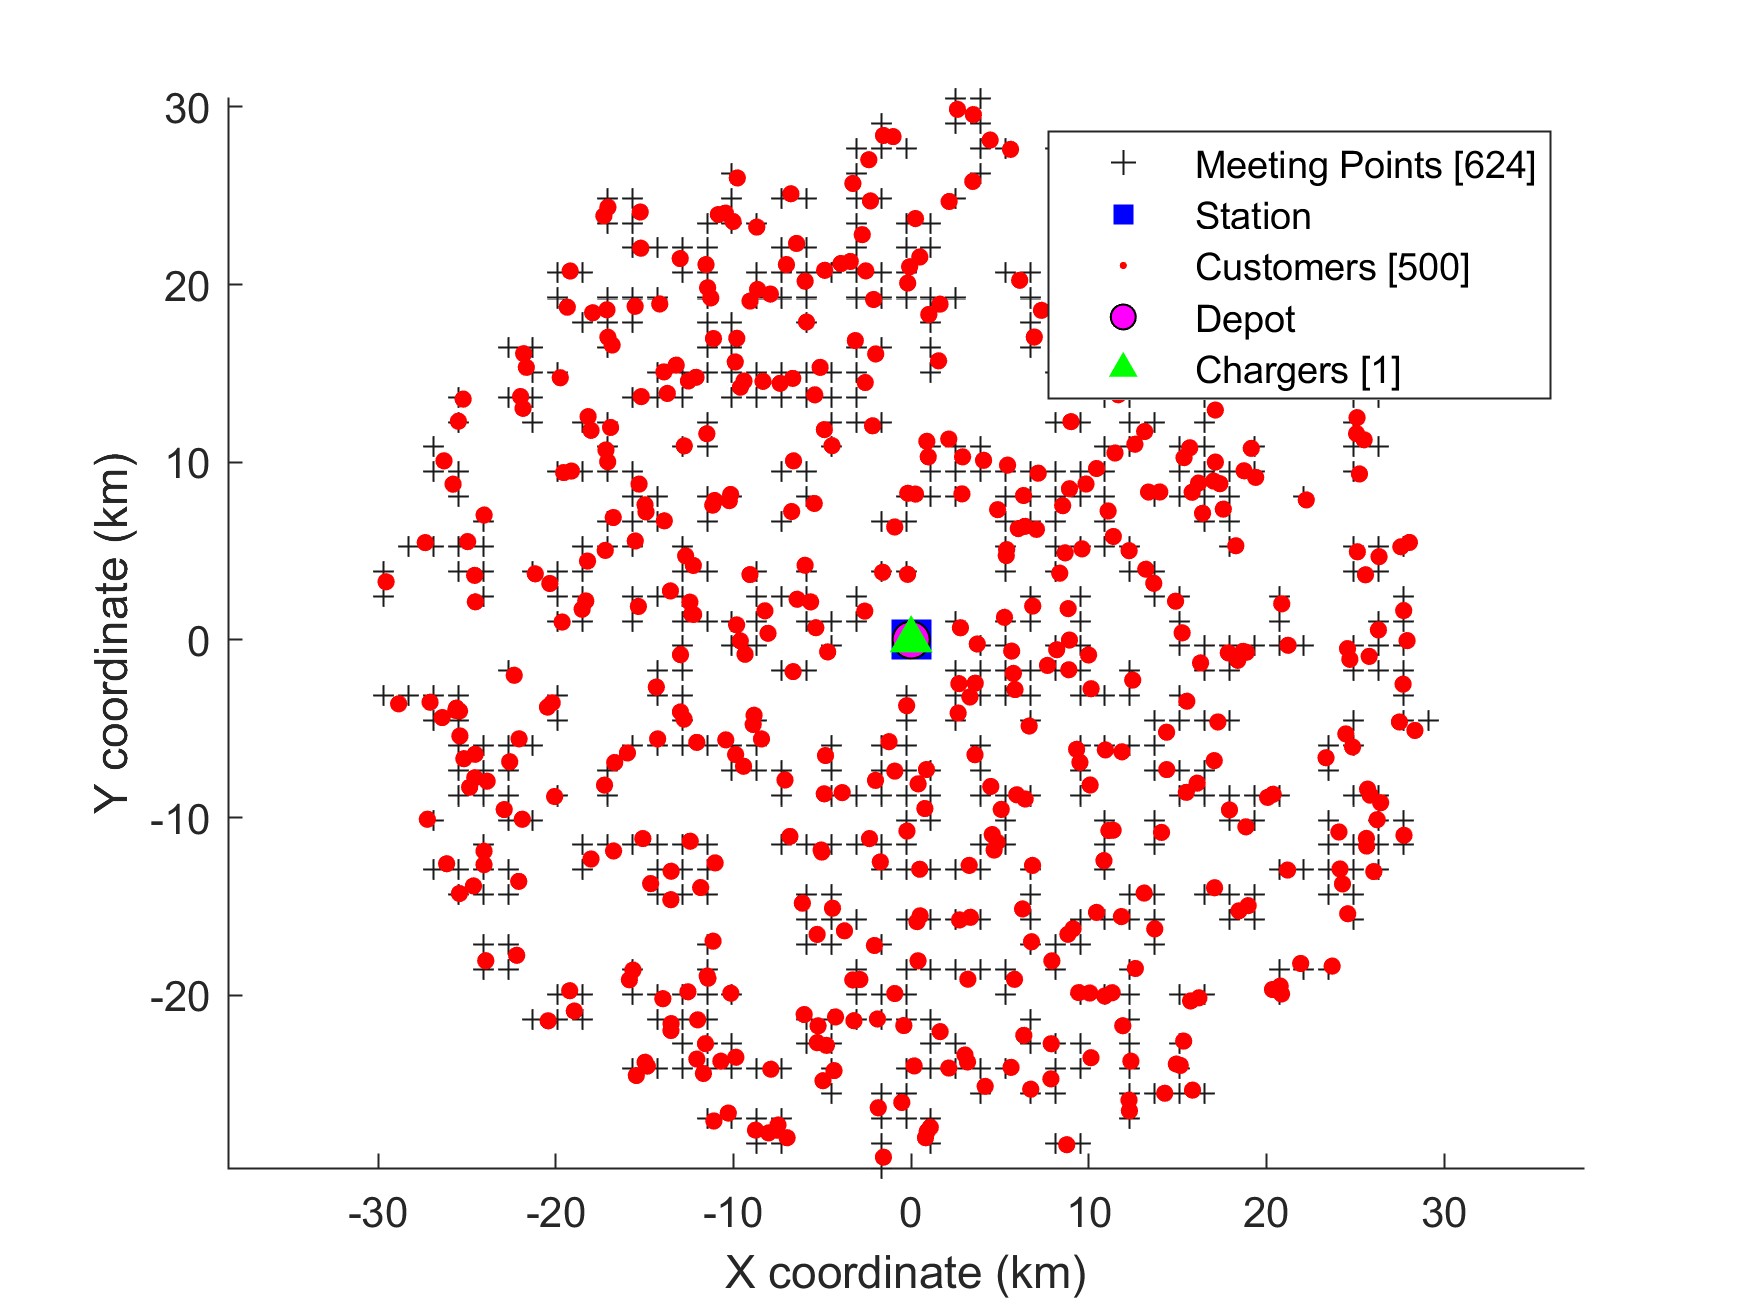 30
20
10
0
-10
-20
-30
-20
-10
0
10
20
30
X coordinate (km)
Y coordinate (km)
Meeting Points [624]
Station
Customers [500]
Depot
Chargers [1]